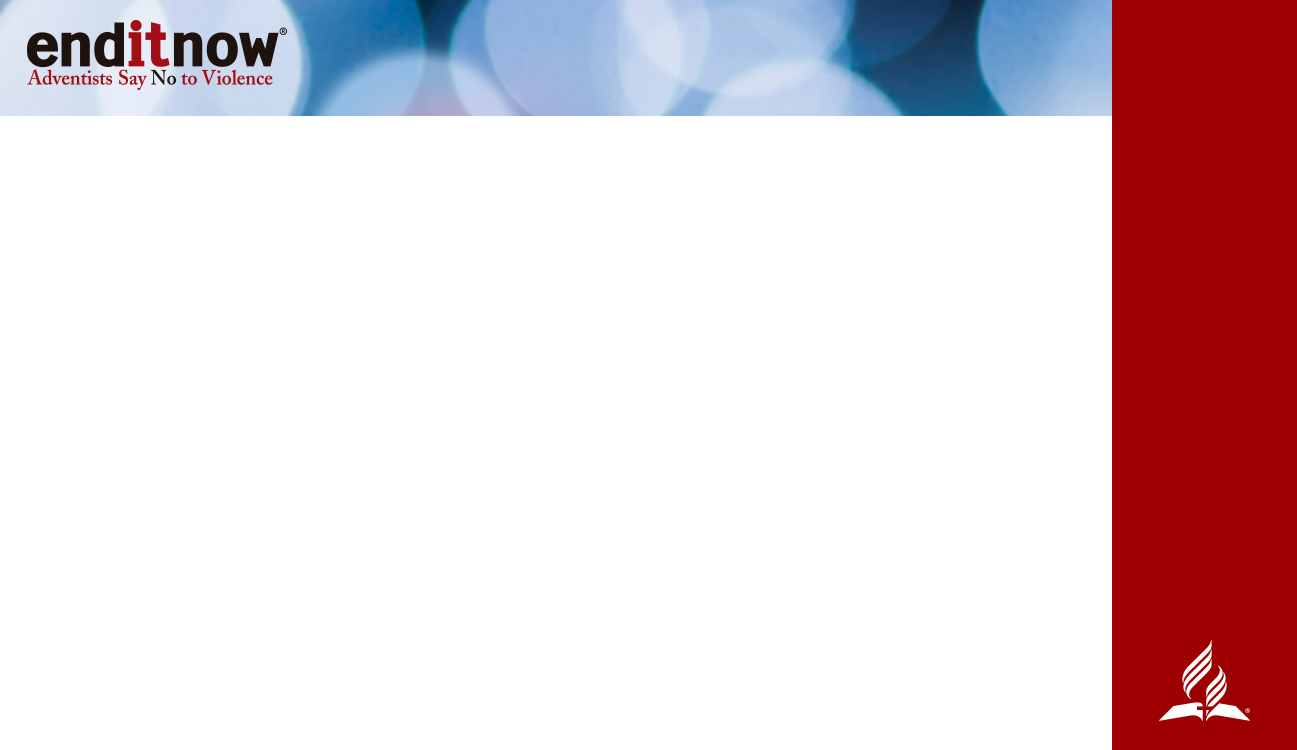 enditnow®
Adventists Say No to Violence
®